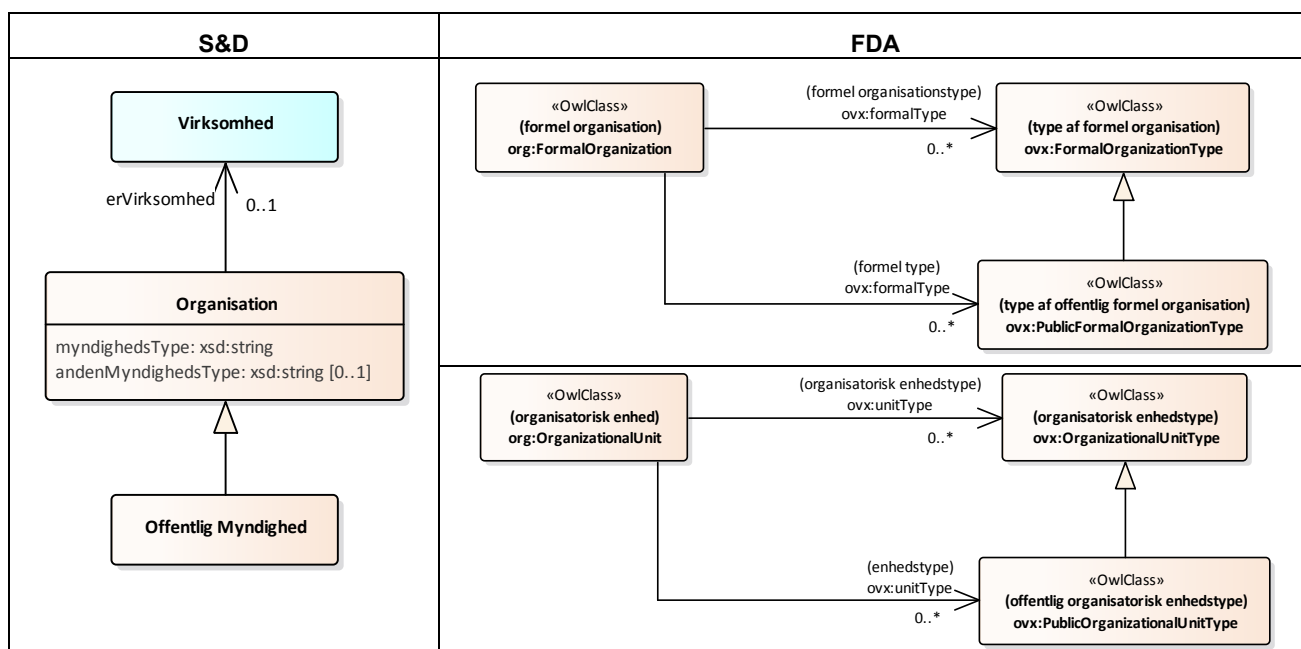 S&D
FDA
Virksomhed
erVirksomhed
0..1
Organisation
myndighedsType: xsd:string
andenMyndighedsType: xsd:string [0..1]
Offentlig Myndighed
«OwlClass»
(formel organisation)
org:FormalOrganization
(formel organisationstype)
ovx:formalType
0..*
«OwlClass»
(type af formel organisation)
ovx:FormalOrganizationType
(formel type)
ovx:formalType
0..*
«OwlClass»
(type af offentlig formel organisation)
ovx:PublicFormalOrganizationType
«OwlClass»
(organisatorisk enhed)
org:OrganizationalUnit
(organisatorisk enhedstype)
ovx:unitType
0..*
«OwlClass»
(organisatorisk enhedstype)
ovx:OrganizationalUnitType
(enhedstype)
ovx:unitType
0..*
«OwlClass»
(offentlig organisatorisk enhedstype)
ovx:PublicOrganizationalUnitType